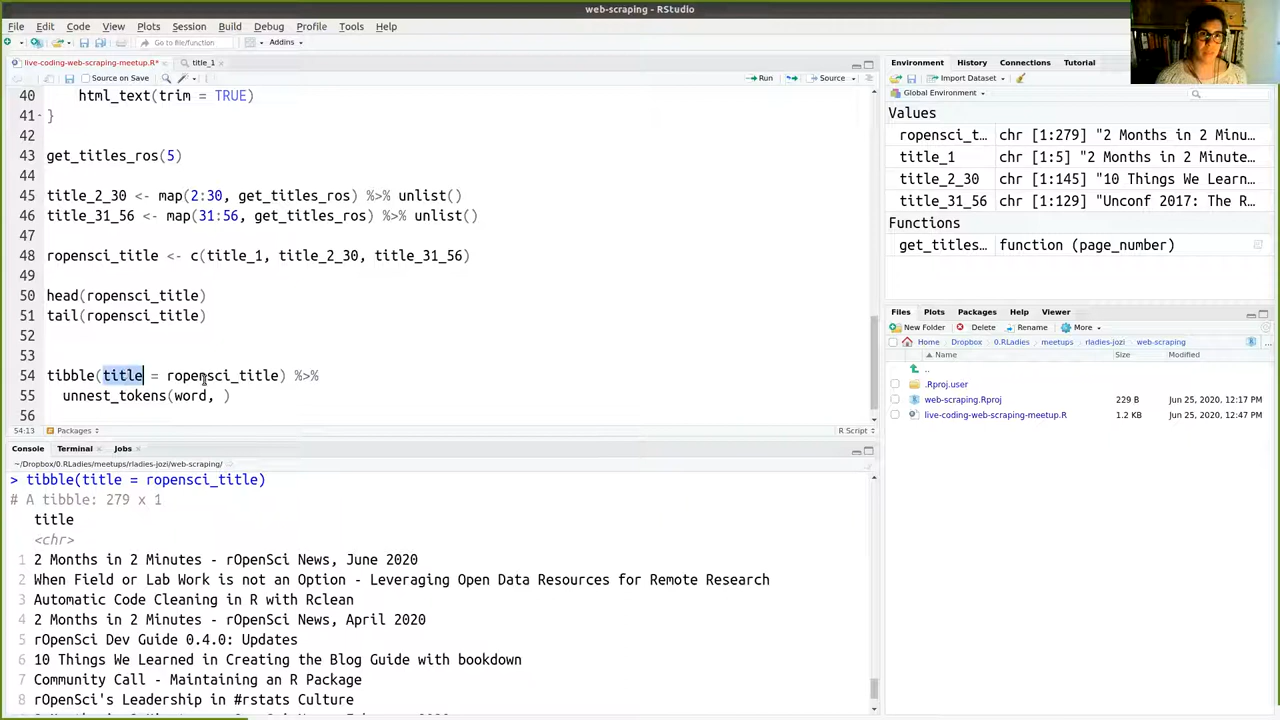 web-scraping - RStudio
File Edit Code View Plots Session Build Debug Profile Tools Help
Go to file/function Addins
live-coding-web-scraping-meetup.R* title_1
Source on Save Run Source
40 html_text(trim = TRUE)
41 }
42
43 get_titles_ros(5)
44
45 title_2_30 <- map(2:30, get_titles_ros) %>% unlist()
46 title_31_56 <- map(31:56, get_titles_ros) %>% unlist()
47
48 ropensci_title <- c(title_1, title_2_30, title_31_56)
49
50 head(ropensci_title)
51 tail(ropensci_title)
52
53
54 tibble(title = ropensci_title) %>%
55 unnest_tokens(word, )
56
54:13 Packages R Script
Console Terminal Jobs
~/Dropbox/0.RLadies/meetups/rladies-jozi/web-scraping/
> tibble(title = ropensci_title)
# A tibble: 279 x 1
title
<chr>
1 2 Months in 2 Minutes - rOpenSci News, June 2020
2 When Field or Lab Work is not an Option - Leveraging Open Data Resources for Remote Research
3 Automatic Code Cleaning in R with Rclean
4 2 Months in 2 Minutes - rOpenSci News, April 2020
5 rOpenSci Dev Guide 0.4.0: Updates
6 10 Things We Learned in Creating the Blog Guide with bookdown
7 Community Call - Maintaining an R Package
8 rOpenSci's Leadership in #rstats Culture
Environment History Connections Tutorial
Import Dataset
Global Environment
Values
ropensci_t… chr [1:279] "2 Months in 2 Minu…
title_1 chr [1:5] "2 Months in 2 Minute…
title_2_30 chr [1:145] "10 Things We Learn…
title_31_56 chr [1:129] "Unconf 2017: The R…
Functions
get_titles… function (page_number)
Files Plots Packages Help Viewer
New Folder Delete Rename More
Home Dropbox 0.RLadies meetups rladies-jozi web-scraping
Name Size Modified
..
.Rproj.user
web-scraping.Rproj 229 B Jun 25, 2020, 12:17 PM
live-coding-web-scraping-meetup.R 1.2 KB Jun 25, 2020, 12:47 PM